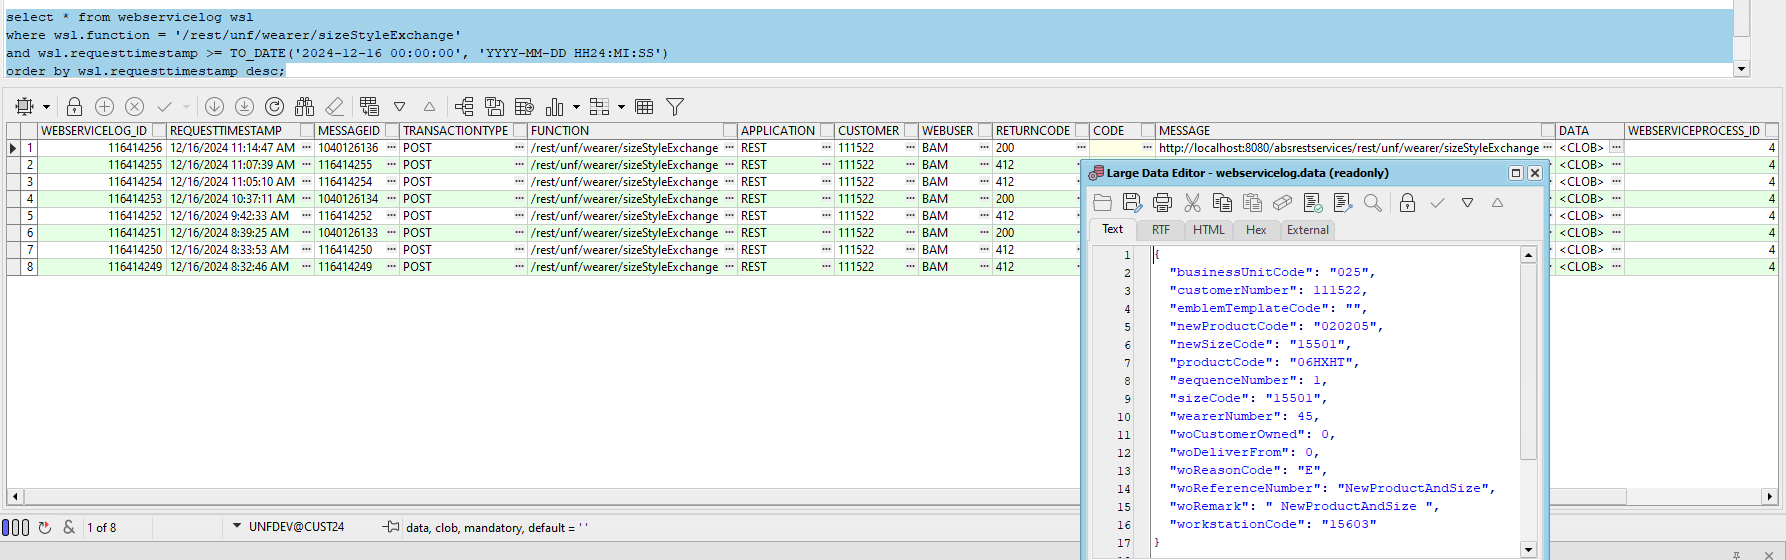 select * from webservicelog wsl
where wsl.function = '/rest/unf/wearer/sizeStyleExchange'
and wsl.requesttimestamp >= TO_DATE('2024-12-16 00:00:00', 'YYYY-MM-DD HH24:MI:SS')
order by wsl.requesttimestamp desc;
WEBSERVICELOG_ID REQUESTTIMESTAMP MESSAGEID TRANSACTIONTYPE FUNCTION APPLICATION CUSTOMER WEBUSER RETURNCODE CODE MESSAGE DATA WEBSERVICEPROCESS_ID
1 116414256 12/16/2024 11:14:47 AM 1040126136 POST /rest/unf/wearer/sizeStyleExchange REST 111522 BAM 200 http://localhost:8080/absrestservices/rest/unf/wearer/sizeStyleExchange <CLOB> 4
2 116414255 12/16/2024 11:07:39 AM 116414255 POST /rest/unf/wearer/sizeStyleExchange REST 111522 BAM 412 <CLOB> 4
3 116414254 12/16/2024 11:05:10 AM 116414254 POST /rest/unf/wearer/sizeStyleExchange REST 111522 BAM 412 <CLOB> 4
4 116414253 12/16/2024 10:37:11 AM 1040126134 POST /rest/unf/wearer/sizeStyleExchange REST 111522 BAM 200 <CLOB> 4
5 116414252 12/16/2024 9:42:33 AM 116414252 POST /rest/unf/wearer/sizeStyleExchange REST 111522 BAM 412 <CLOB> 4
6 116414251 12/16/2024 8:39:25 AM 1040126133 POST /rest/unf/wearer/sizeStyleExchange REST 111522 BAM 200 <CLOB> 4
7 116414250 12/16/2024 8:33:53 AM 116414250 POST /rest/unf/wearer/sizeStyleExchange REST 111522 BAM 412 <CLOB> 4
8 116414249 12/16/2024 8:32:46 AM 116414249 POST /rest/unf/wearer/sizeStyleExchange REST 111522 BAM 412 <CLOB> 4
Large Data Editor - webservicelog.data (readonly)
Text RTF HTML Hex External
1 {
2 "businessUnitCode": "025",
3 "customerNumber": 111522,
4 "emblemTemplateCode": "",
5 "newProductCode": "020205",
6 "newSizeCode": "15501",
7 "productCode": "06HXHT",
8 "sequenceNumber": 1,
9 "sizeCode": "15501",
10 "wearerNumber": 45,
11 "woCustomerOwned": 0,
12 "woDeliverFrom": 0,
13 "woReasonCode": "E",
14 "woReferenceNumber": "NewProductAndSize",
15 "woRemark": " NewProductAndSize ",
16 "workstationCode": "15603"
17 }
& 1 of 8 UNFDEV@CUST24 data, clob, mandatory, default = ' '